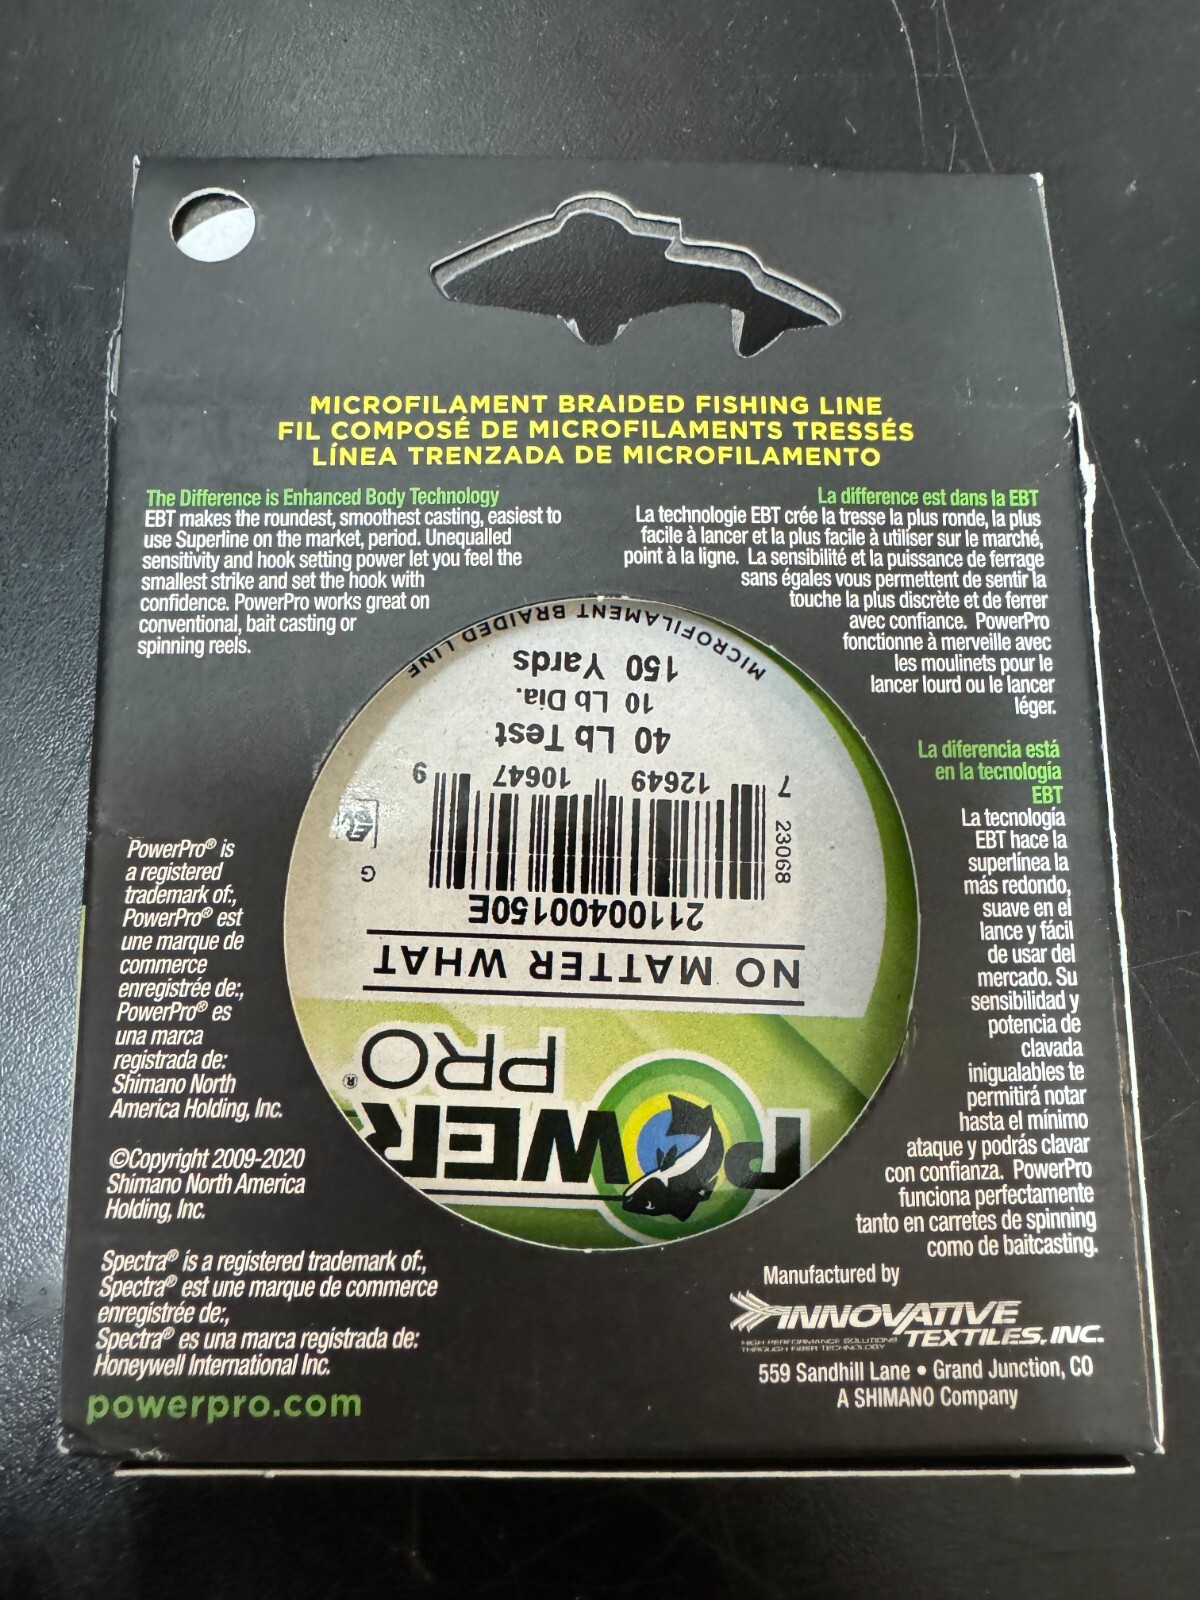 MICROFILAMENT BRAIDED FISHING LINE
FIL COMPOSÉ DE MICROFILAMENTS TRESSÉS
LÍNEA TRENZADA DE MICROFILAMENTO
The Difference is Enhanced Body Technology
EBT makes the roundest, smoothest casting, easiest to
use Superline on the market, period. Unequalled
sensitivity and hook setting power let you feel the
smallest strike and set the hook with
confidence. PowerPro works great on
conventional, bait casting or
spinning reels.
La difference est dans la EBT
La technologie EBT crée la tresse la plus ronde, la plus
facile à lancer et la plus facile à utiliser sur le marché,
point à la ligne. La sensibilité et la puissance de ferrage
sans égales vous permettent de sentir la
touche la plus discrète et de ferrer
avec confiance. PowerPro
fonctionne à merveille avec
les moulinets pour le
lancer lourd ou le lancer
léger.
La diferencia está
en la tecnología
EBT
La tecnología
EBT hace la
superlínea la
más redondo,
suave en el
lance y fácil
de usar del
mercado. Su
sensibilidad y
potencia de
clavada
inigualables te
permitirá notar
hasta el mínimo
ataque y podrás clavar
con confianza. PowerPro
funciona perfectamente
tanto en carretes de spinning
como de baitcasting.
POWER
PRO®
NO MATTER WHAT
21100400150E
G
23068
7 12649 10647 9
40 Lb Test
10 Lb Dia.
150 Yards
MICROFILAMENT BRAIDED LINE
PowerPro® is
a registered
trademark of:,
PowerPro® est
une marque de
commerce
enregistrée de:,
PowerPro® es
una marca
registrada de:
Shimano North
America Holding, Inc.
©Copyright 2009-2020
Shimano North America
Holding, Inc.
Spectra® is a registered trademark of:,
Spectra® est une marque de commerce
enregistrée de:,
Spectra® es una marca registrada de:
Honeywell International Inc.
powerpro.com
Manufactured by
INNOVATIVE
TEXTILES, INC.
HIGH PERFORMANCE SOLUTIONS
THROUGH FIBER TECHNOLOGY
559 Sandhill Lane • Grand Junction, CO
A SHIMANO Company